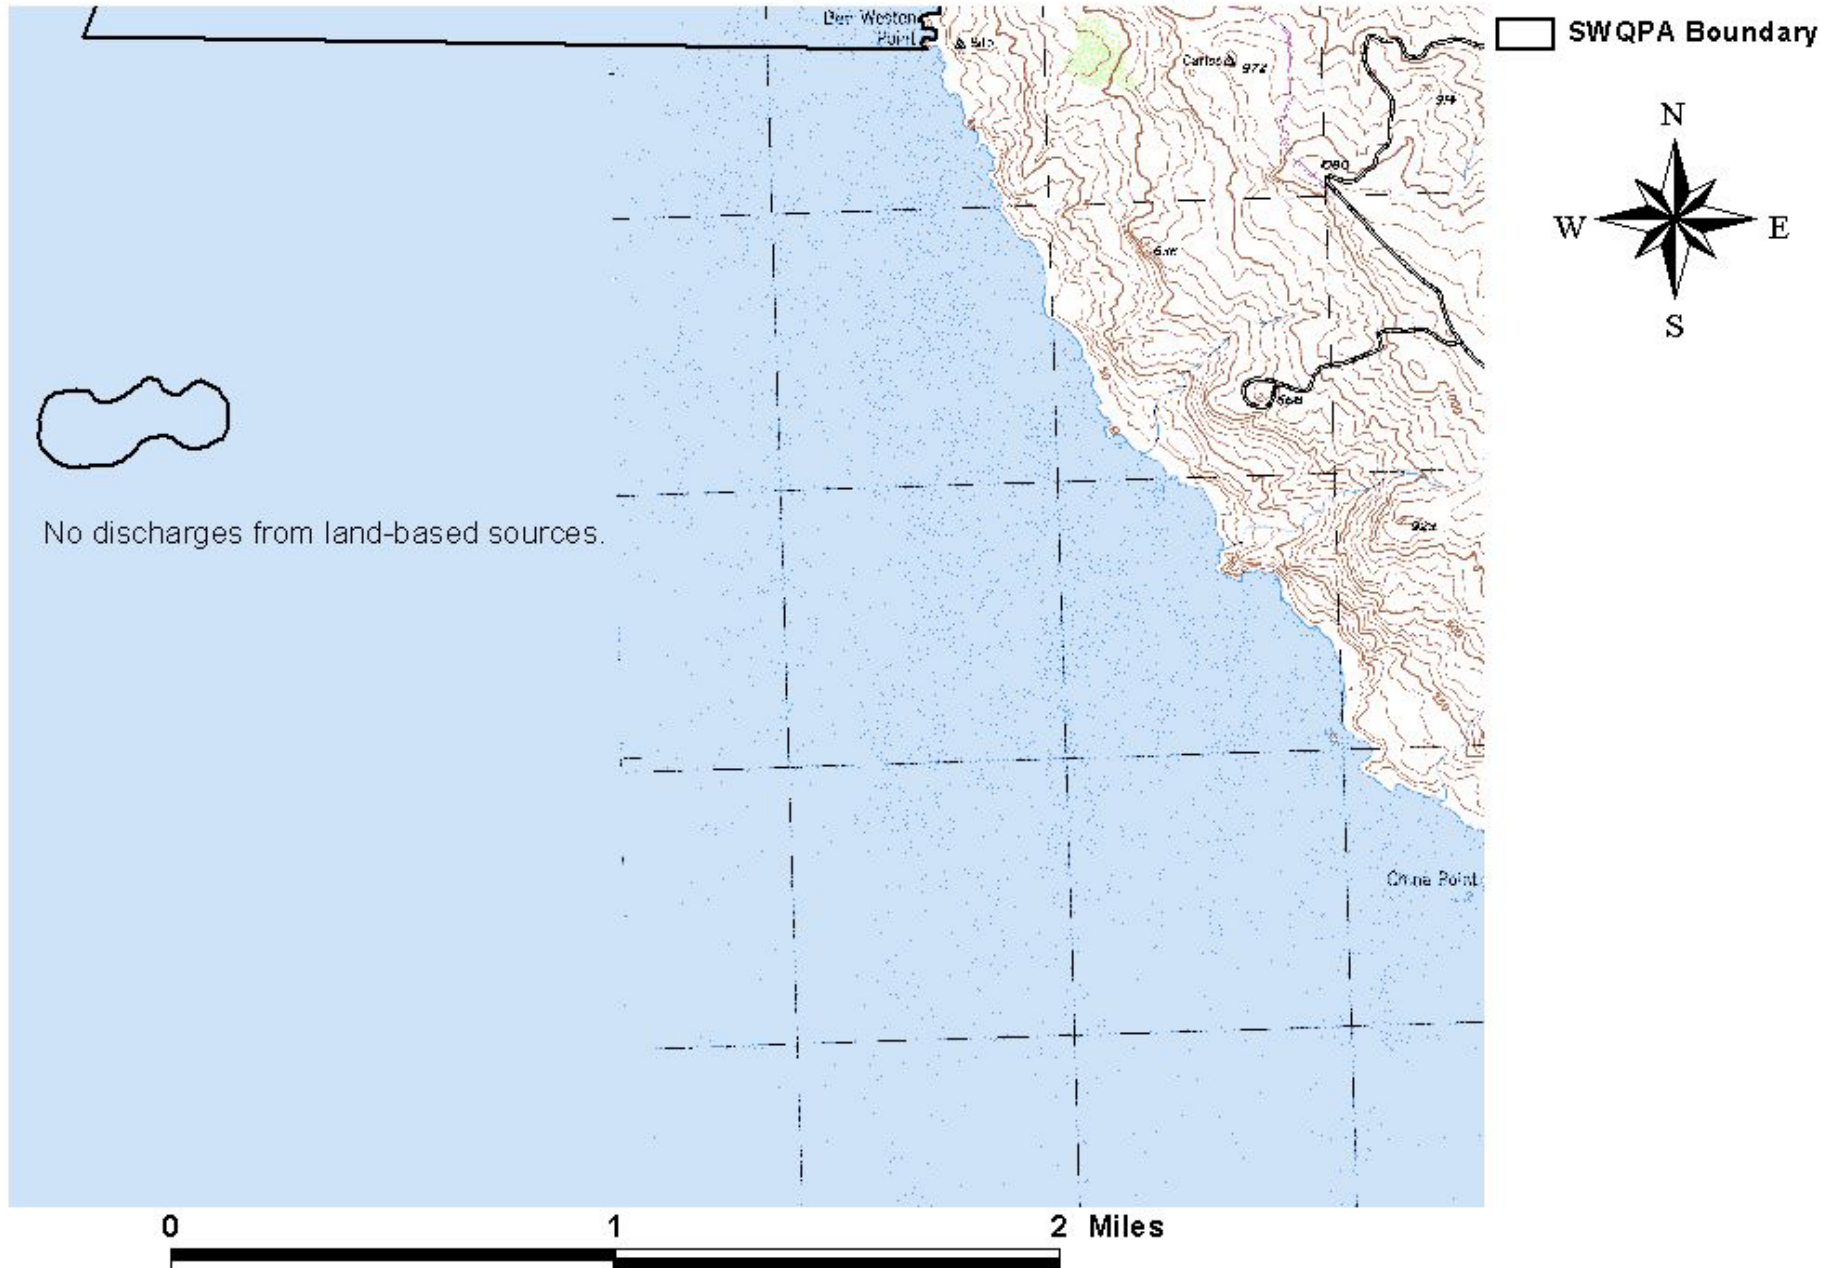 Ben Weston
Point
SWQPA Boundary
972
N
W
E
S
No discharges from land-based sources.
China Point
0
1
2 Miles